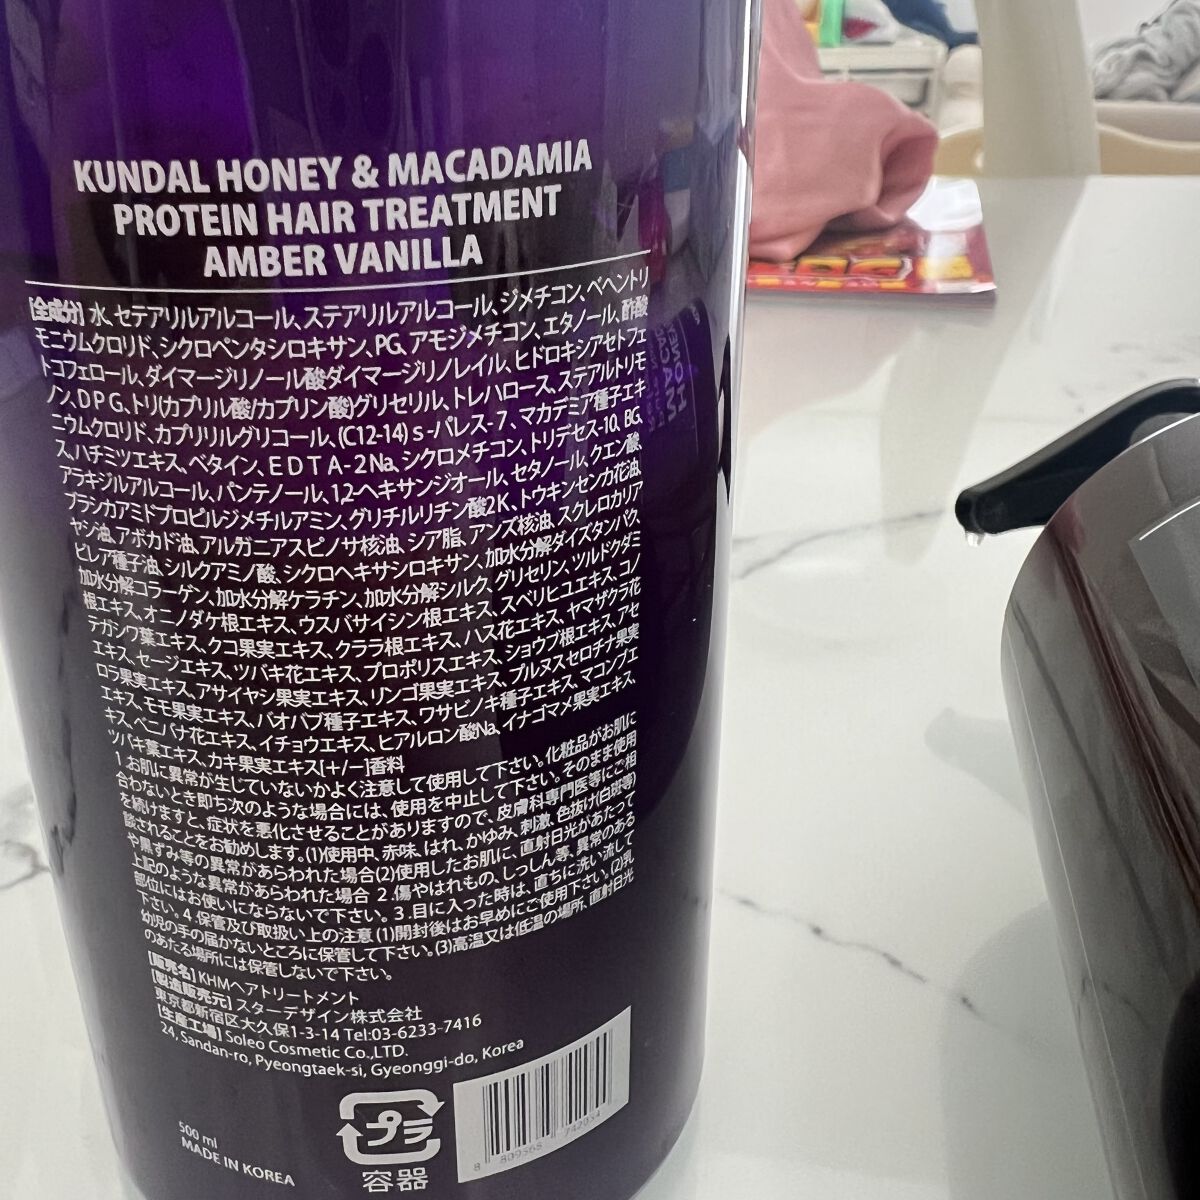 KUNDAL HONEY & MACADAMIA
PROTEIN HAIR TREATMENT
AMBER VANILLA
[全成分] 水、セテアリルアルコール、ステアリルアルコール、ジメチコン、ベヘントリ
モニウムクロリド、シクロペンタシロキサン、PG、アモジメチコン、エタノール、酢酸
トコフェロール、ダイマージリノール酸ダイマージリノレイル、ヒドロキシアセトフェ
ノン、DPG、トリ(カプリル酸/カプリン酸)グリセリル、トレハロース、ステアルトリモ
ニウムクロリド、カプリリルグリコール、(C12-14)s-パレス-7、マカデミア種子エキ
ス、ハチミツエキス、ベタイン、EDTA-2Na、シクロメチコン、トリデセス-10、BG、
アラキジルアルコール、パンテノール、1,2-ヘキサンジオール、セタノール、クエン酸、
ブラシカアミドプロピルジメチルアミン、グリチルリチン酸2K、トウキンセンカ花油、
ヤシ油、アボカド油、アルガニアスピノサ核油、シア脂、アンズ核油、スクレロカリア
ビレア種子油、シルクアミノ酸、シクロヘキサシロキサン、加水分解ダイズタンパク、
加水分解コラーゲン、加水分解ケラチン、加水分解シルク、グリセリン、ツルドクダミ
根エキス、オニノダケ根エキス、ウスバサイシン根エキス、スベリヒユエキス、コノ
テガシワ葉エキス、クコ果実エキス、クララ根エキス、ハス花エキス、ヤマザクラ花
エキス、セージエキス、ツバキ花エキス、プロポリスエキス、ショウブ根エキス、アセ
ロラ果実エキス、アサイヤシ果実エキス、リンゴ果実エキス、プルヌスセロチナ果実
エキス、モモ果実エキス、バオバブ種子エキス、ワサビノキ種子エキス、マコンブエ
キス、ベニバナ花エキス、イチョウエキス、ヒアルロン酸Na、イナゴマメ果実エキス、
ツバキ葉エキス、カキ果実エキス[+/-]香料
1.お肌に異常が生じていないかよく注意して使用して下さい。化粧品がお肌に
合わないとき即ち次のような場合には、使用を中止して下さい。そのまま使用
を続けますと、症状を悪化させることがありますので、皮膚科専門医等にご相
談されることをお勧めします。(1)使用中、赤味、はれ、かゆみ、刺激、色抜け(白斑等)
や黒ずみ等の異常があらわれた場合(2)使用したお肌に、直射日光があたって
上記のような異常があらわれた場合 2.傷やはれもの、しっしん等、異常のある
部位にはお使いにならないで下さい。3.目に入った時は、直ちに洗い流して
下さい。4.保管及び取扱い上の注意(1)開封後はお早めにご使用下さい。(2)乳
幼児の手の届かないところに保管して下さい。(3)高温又は低温の場所、直射日光
のあたる場所には保管しないで下さい。
[販売名] KHMヘアトリートメント
[製造販売元] スターデザイン株式会社
東京都新宿区大久保1-3-14 Tel:03-6233-7416
[生産工場] Soleo Cosmetic Co.,LTD.
24, Sandan-ro, Pyeongtaek-si, Gyeonggi-do, Korea
500 ml
MADE IN KOREA
プラ
容器
8 809568 742034